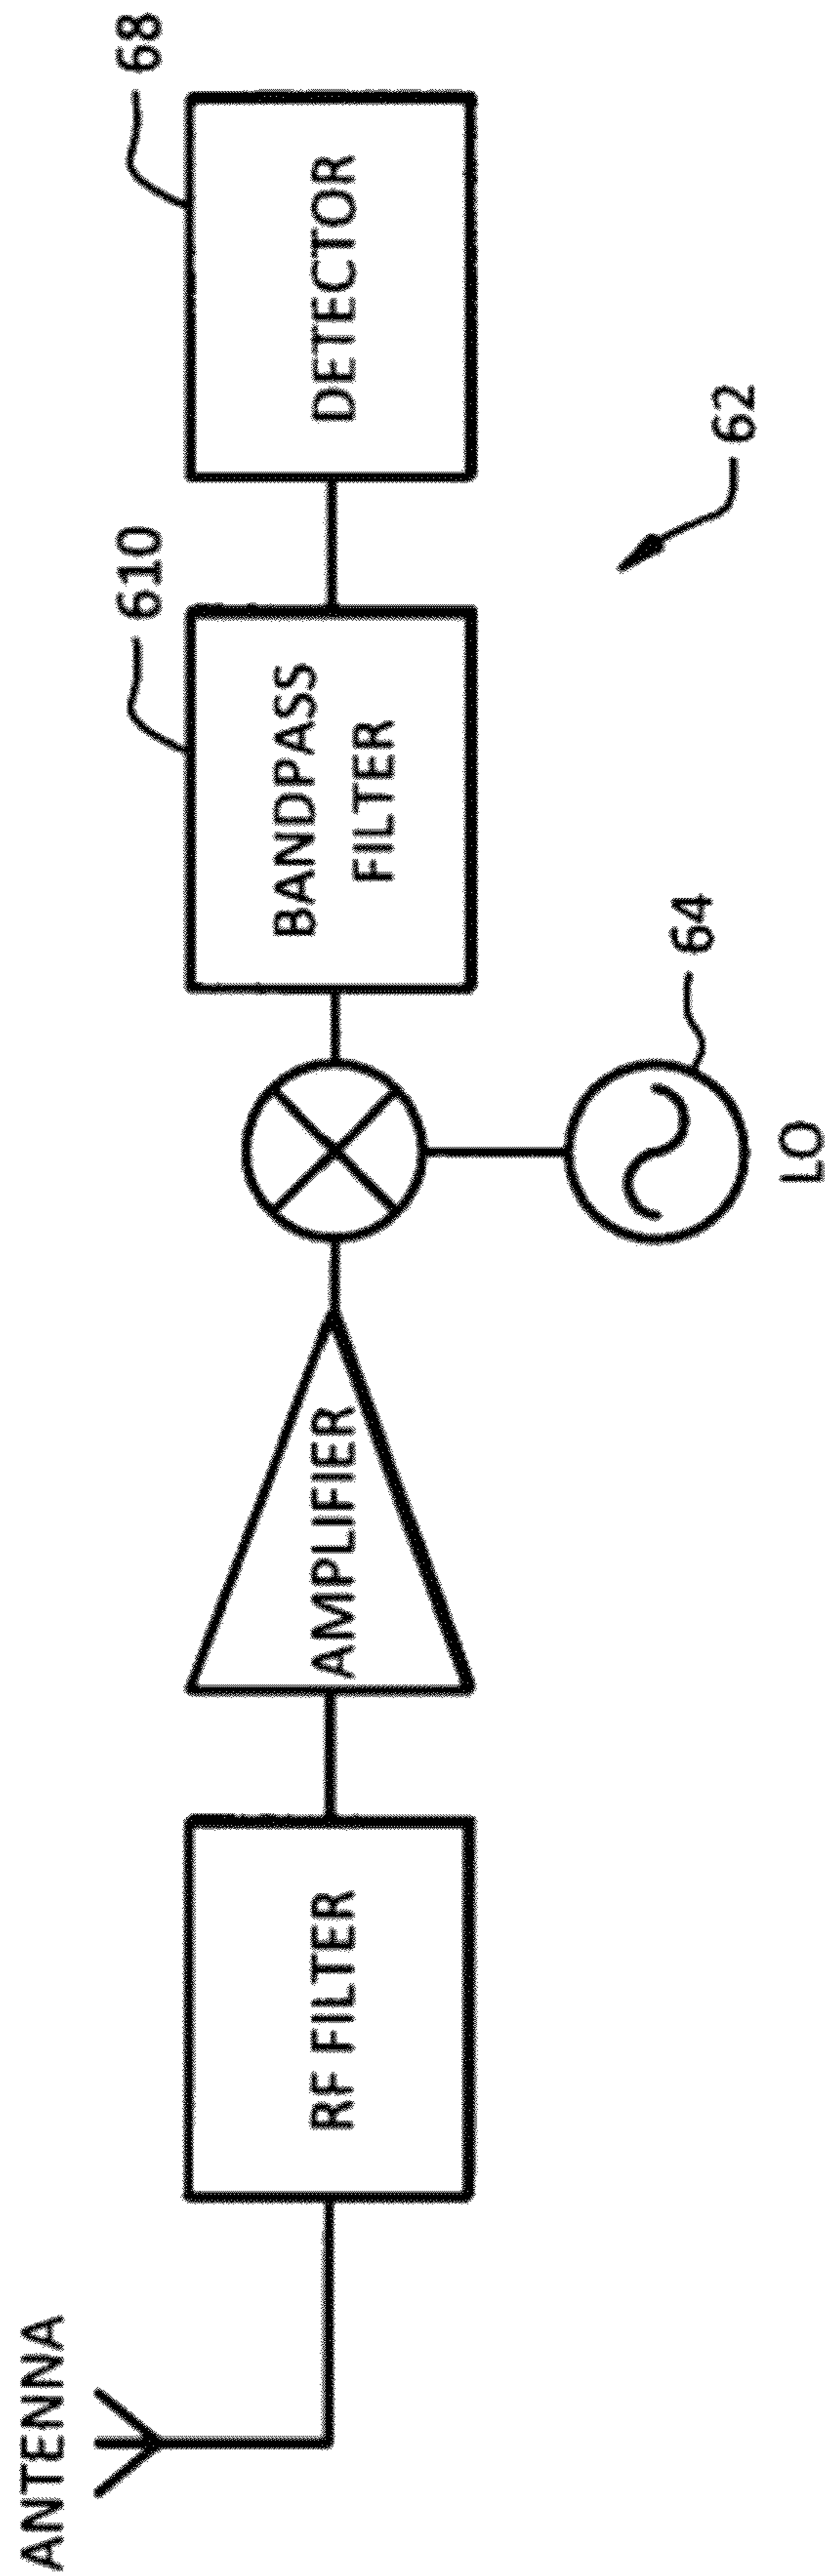 ANTENNA
RF FILTER
AMPLIFIER
LO
64
BANDPASS
FILTER
610
62
DETECTOR
68